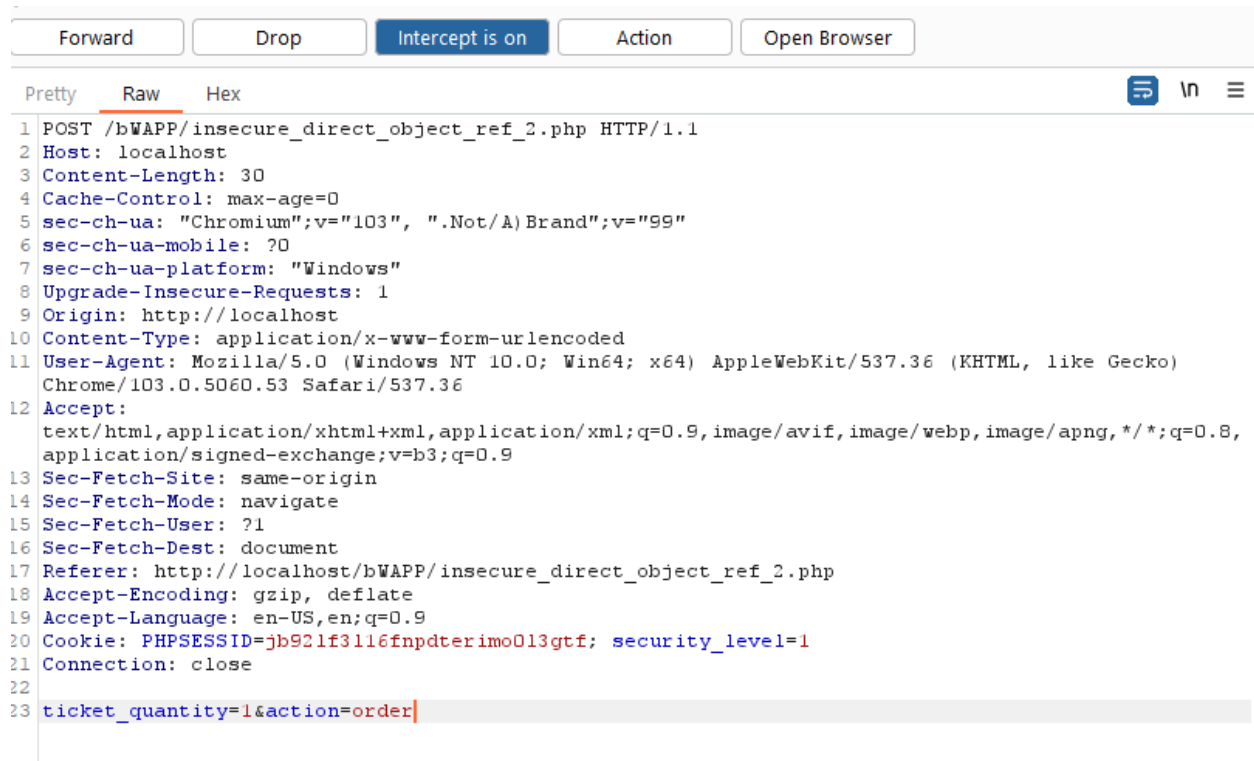 Forward Drop Intercept is on Action Open Browser
Pretty Raw Hex \n
1 POST /bWAPP/insecure_direct_object_ref_2.php HTTP/1.1
2 Host: localhost
3 Content-Length: 30
4 Cache-Control: max-age=0
5 sec-ch-ua: "Chromium";v="103", ".Not/A)Brand";v="99"
6 sec-ch-ua-mobile: ?0
7 sec-ch-ua-platform: "Windows"
8 Upgrade-Insecure-Requests: 1
9 Origin: http://localhost
10 Content-Type: application/x-www-form-urlencoded
11 User-Agent: Mozilla/5.0 (Windows NT 10.0; Win64; x64) AppleWebKit/537.36 (KHTML, like Gecko)
Chrome/103.0.5060.53 Safari/537.36
12 Accept:
text/html,application/xhtml+xml,application/xml;q=0.9,image/avif,image/webp,image/apng,*/*;q=0.8,
application/signed-exchange;v=b3;q=0.9
13 Sec-Fetch-Site: same-origin
14 Sec-Fetch-Mode: navigate
15 Sec-Fetch-User: ?1
16 Sec-Fetch-Dest: document
17 Referer: http://localhost/bWAPP/insecure_direct_object_ref_2.php
18 Accept-Encoding: gzip, deflate
19 Accept-Language: en-US,en;q=0.9
20 Cookie: PHPSESSID=jb92lf3l16fnpdterimo0l3gtf; security_level=1
21 Connection: close
22
23 ticket_quantity=1&action=order